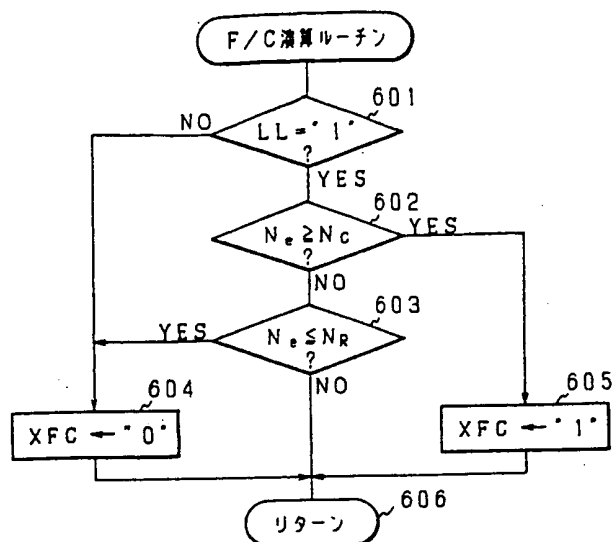 F/C演算ルーチン
601
NO
LL="1"
?
YES
602
Ne≧NC
?
YES
NO
603
YES
Ne≦NR
?
NO
604
605
XFC ← "0"
XFC ← "1"
606
リターン